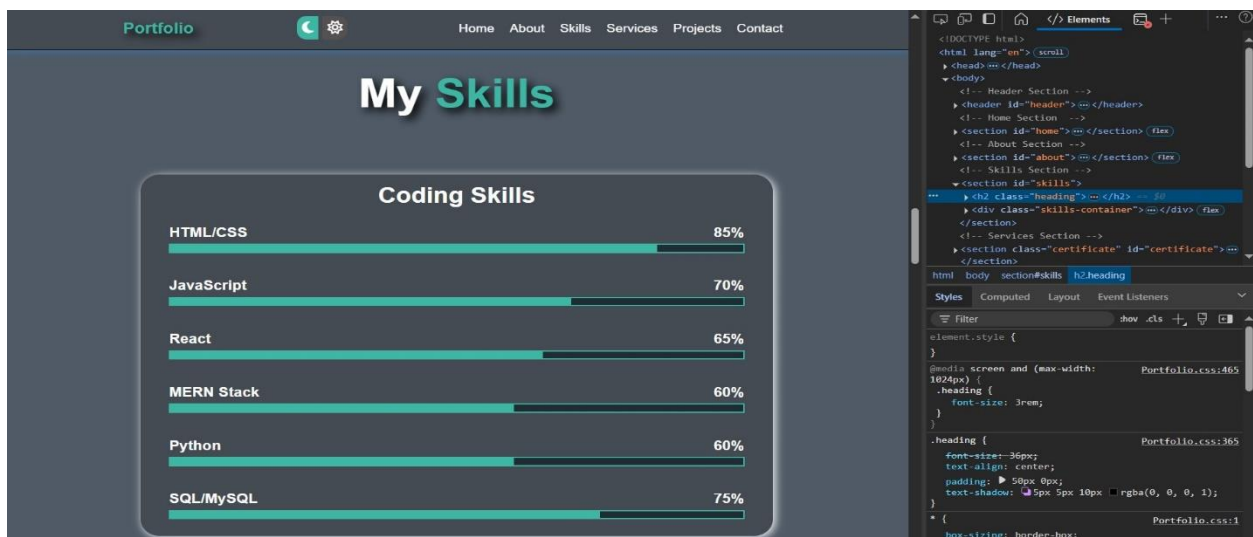 Portfolio
Home About Skills Services Projects Contact
My Skills
Coding Skills
HTML/CSS 85%
JavaScript 70%
React 65%
MERN Stack 60%
Python 60%
SQL/MySQL 75%
</> Elements
<!DOCTYPE html>
<html lang="en"> scroll
<head> ... </head>
<body>
<!-- Header Section -->
<header id="header"> ... </header>
<!-- Home Section -->
<section id="home"> ... </section> flex
<!-- About Section -->
<section id="about"> ... </section> flex
<!-- Skills Section -->
<section id="skills">
... <h2 class="heading"> ... </h2> == $0
<div class="skills-container"> ... </div> flex
</section>
<!-- Services Section -->
<section class="certificate" id="certificate"> ...
</section>
html body section#skills h2.heading
Styles Computed Layout Event Listeners
Filter :hov .cls
element.style {
}
@media screen and (max-width: Portfolio.css:465
1024px) {
.heading {
font-size: 3rem;
}
}
.heading { Portfolio.css:365
font-size: 36px;
text-align: center;
padding: 50px 0px;
text-shadow: 5px 5px 10px rgba(0, 0, 0, 1);
}
* { Portfolio.css:1
box-sizing: border-box;